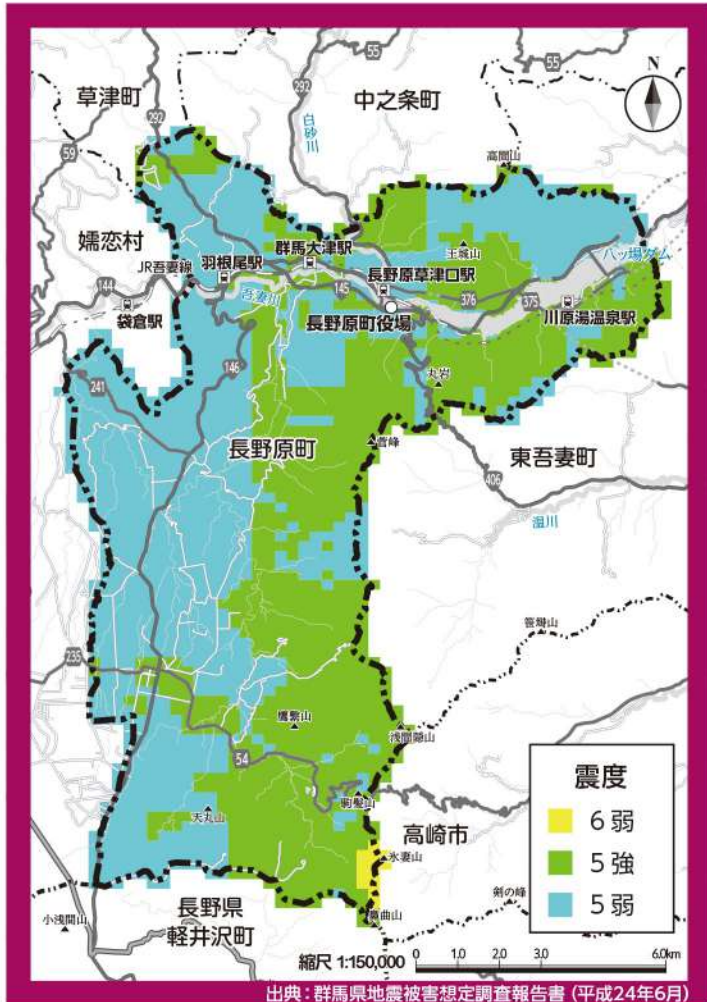 55
292
55
草津町
中之条町
N
白砂川
292
59
高間山
嬬恋村
王城山
八ッ場ダム
群馬大津駅
JR吾妻線
羽根尾駅
長野原草津口駅
144
145
376
375
吾妻川
袋倉駅
長野原町役場
川原湯温泉駅
146
241
丸岩
長野原町
菅峰
東吾妻町
406
温川
笹塒山
235
鷹繋山
浅間隠山
54
駒髪山
天丸山
高崎市
氷妻山
剣の峰
鼻曲山
小浅間山
長野県
軽井沢町
震度
6弱
5強
5弱
縮尺 1:150,000
0 1.0 2.0 3.0 6.0km
出典：群馬県地震被害想定調査報告書 (平成24年6月)